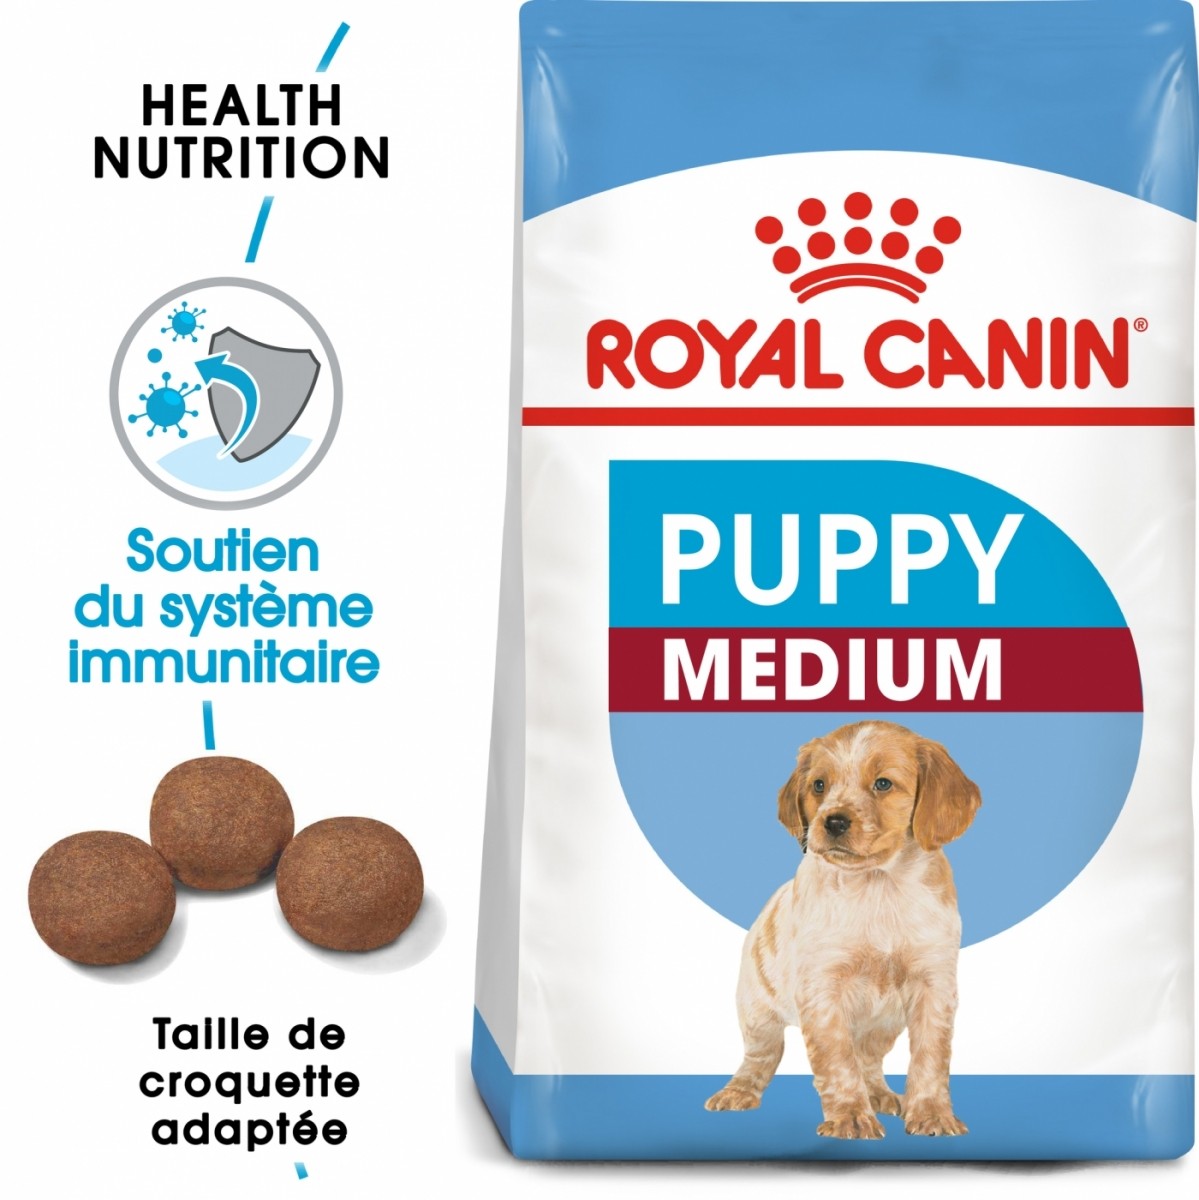 HEALTH
NUTRITION
Soutien
du système
immunitaire
Taille de
croquette
adaptée
ROYAL CANIN®
PUPPY
MEDIUM